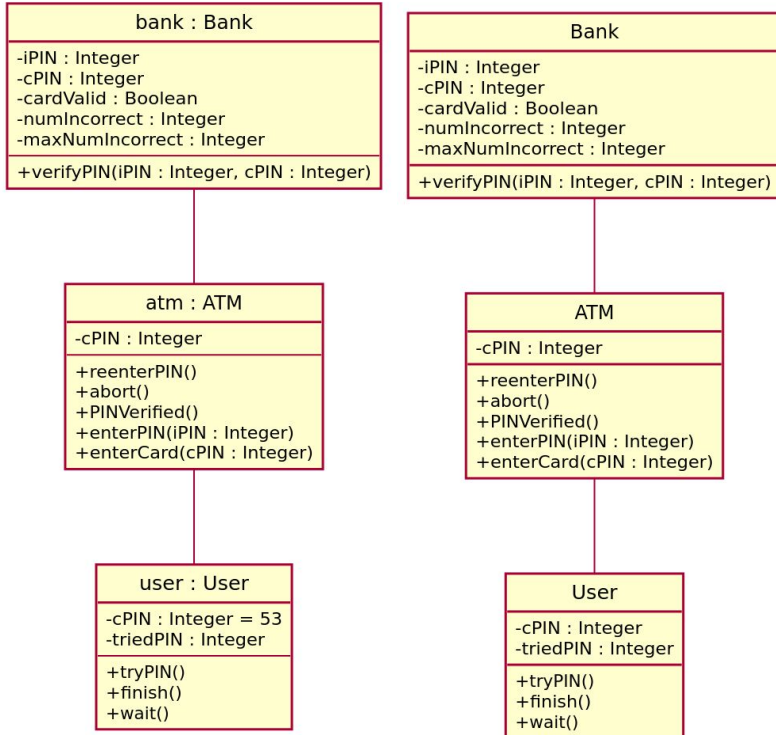 bank : Bank
-iPIN : Integer
-cPIN : Integer
-cardValid : Boolean
-numIncorrect : Integer
-maxNumIncorrect : Integer
+verifyPIN(iPIN : Integer, cPIN : Integer)
atm : ATM
-cPIN : Integer
+reenterPIN()
+abort()
+PINVerified()
+enterPIN(iPIN : Integer)
+enterCard(cPIN : Integer)
user : User
-cPIN : Integer = 53
-triedPIN : Integer
+tryPIN()
+finish()
+wait()
Bank
-iPIN : Integer
-cPIN : Integer
-cardValid : Boolean
-numIncorrect : Integer
-maxNumIncorrect : Integer
+verifyPIN(iPIN : Integer, cPIN : Integer)
ATM
-cPIN : Integer
+reenterPIN()
+abort()
+PINVerified()
+enterPIN(iPIN : Integer)
+enterCard(cPIN : Integer)
User
-cPIN : Integer
-triedPIN : Integer
+tryPIN()
+finish()
+wait()